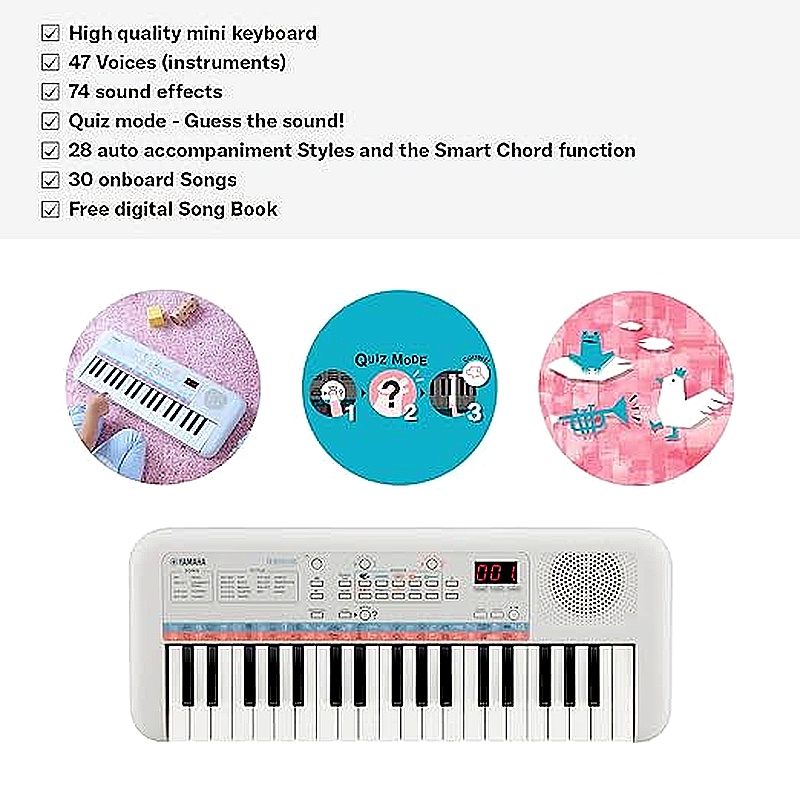 High quality mini keyboard
47 Voices (instruments)
74 sound effects
Quiz mode - Guess the sound!
28 auto accompaniment Styles and the Smart Chord function
30 onboard Songs
Free digital Song Book
QUIZ MODE
1
?
2
3
YAMAHA
001
?